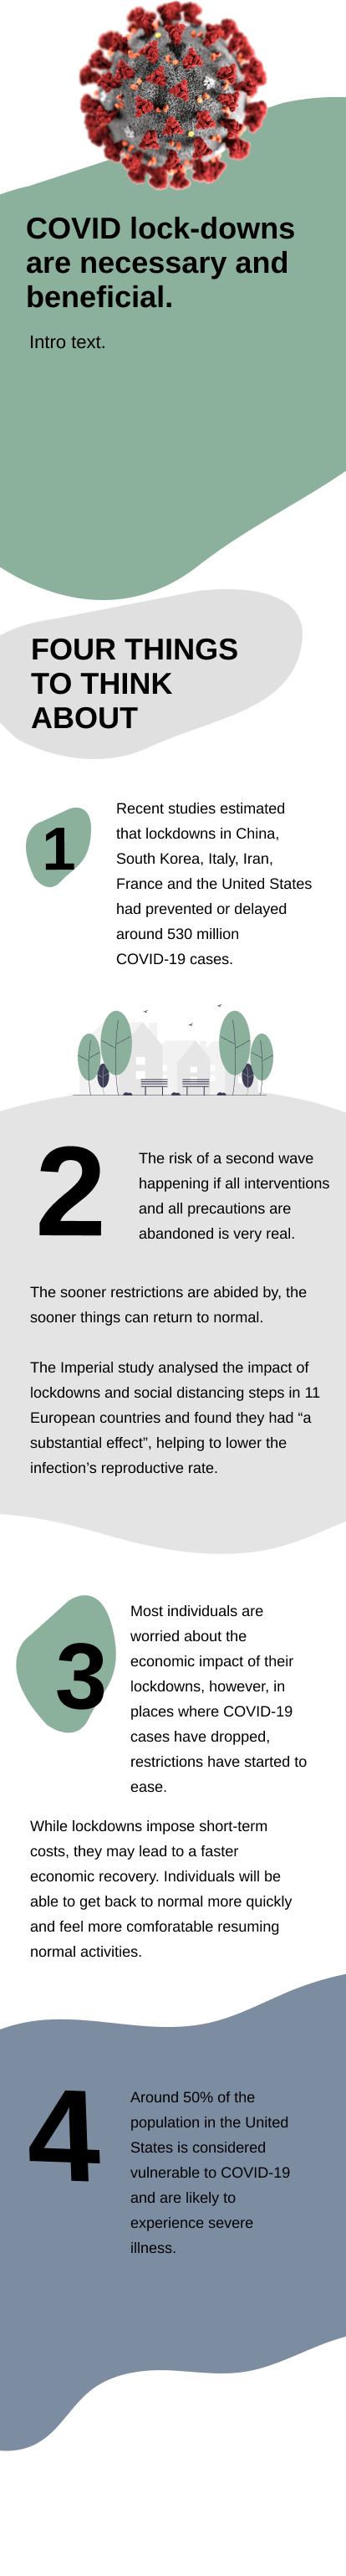 COVID lock-downs
are necessary and
beneficial.
Intro text.
FOUR THINGS
TO THINK
ABOUT
1
Recent studies estimated
that lockdowns in China,
South Korea, Italy, Iran,
France and the United States
had prevented or delayed
around 530 million
COVID-19 cases.
2
The risk of a second wave
happening if all interventions
and all precautions are
abandoned is very real.
The sooner restrictions are abided by, the
sooner things can return to normal.
The Imperial study analysed the impact of
lockdowns and social distancing steps in 11
European countries and found they had “a
substantial effect”, helping to lower the
infection’s reproductive rate.
3
Most individuals are
worried about the
economic impact of their
lockdowns, however, in
places where COVID-19
cases have dropped,
restrictions have started to
ease.
While lockdowns impose short-term
costs, they may lead to a faster
economic recovery. Individuals will be
able to get back to normal more quickly
and feel more comforatable resuming
normal activities.
4
Around 50% of the
population in the United
States is considered
vulnerable to COVID-19
and are likely to
experience severe
illness.